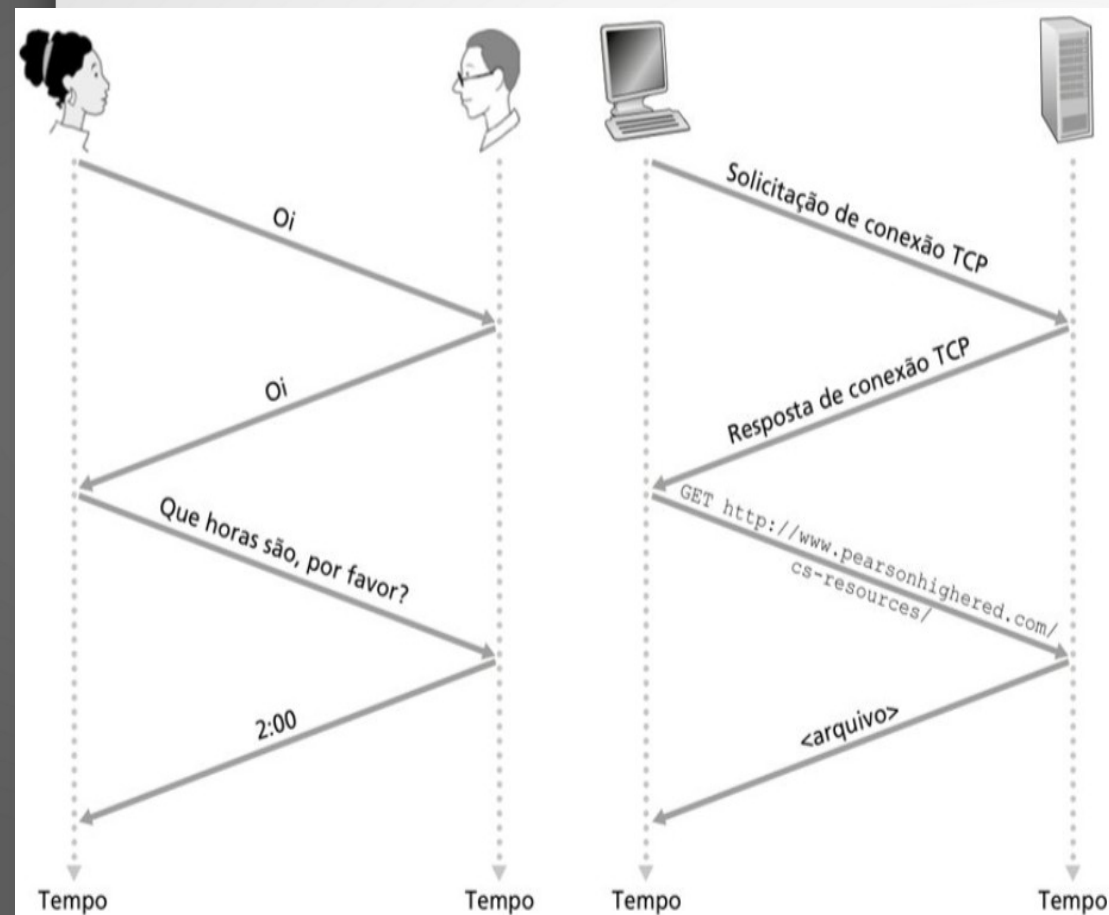 Oi
Oi
Que horas são, por favor?
2:00
Tempo
Tempo
Solicitação de conexão TCP
Resposta de conexão TCP
GET http://www.pearsonhighered.com/
cs-resources/
<arquivo>
Tempo
Tempo